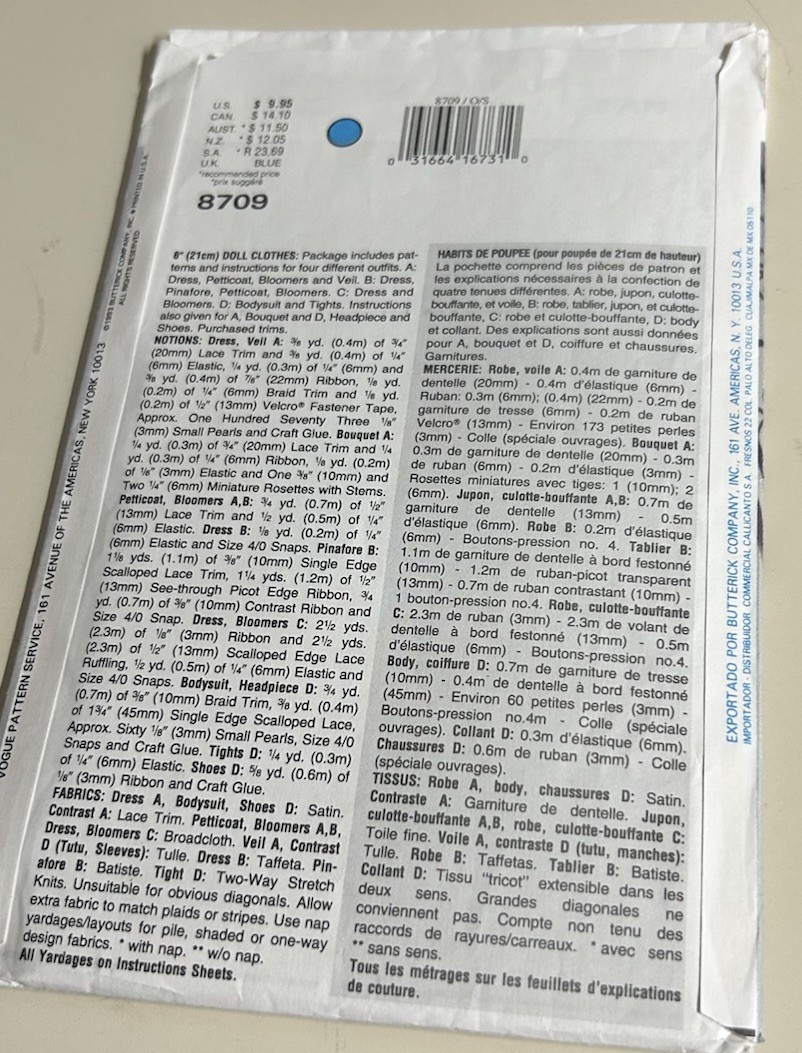 U.S. $ 9.95
CAN. $ 14.10
AUST. *$ 11.50
N.Z. *$ 12.05
S.A. *R 23.69
U.K. BLUE
*recommended price
*prix suggéré
8709
8709 / O/S
0 31664 16731 0
8" (21cm) DOLL CLOTHES: Package includes pat-
terns and instructions for four different outfits. A:
Dress, Petticoat, Bloomers and Veil. B: Dress,
Pinafore, Petticoat, Bloomers. C: Dress and
Bloomers. D: Bodysuit and Tights. Instructions
also given for A, Bouquet and D, Headpiece and
Shoes. Purchased trims.
NOTIONS: Dress, Veil A: ⅜ yd. (0.4m) of ¾"
(20mm) Lace Trim and ⅜ yd. (0.4m) of ¼"
(6mm) Elastic, ¼ yd. (0.3m) of ¼" (6mm) and
⅜ yd. (0.4m) of ⅞" (22mm) Ribbon, ⅛ yd.
(0.2m) of ¼" (6mm) Braid Trim and ⅛ yd.
(0.2m) of ½" (13mm) Velcro® Fastener Tape,
Approx. One Hundred Seventy Three ⅛"
(3mm) Small Pearls and Craft Glue. Bouquet A:
¼ yd. (0.3m) of ¾" (20mm) Lace Trim and ¼
yd. (0.3m) of ¼" (6mm) Ribbon, ⅛ yd. (0.2m)
of ⅛" (3mm) Elastic and One ⅜" (10mm) and
Two ¼" (6mm) Miniature Rosettes with Stems.
Petticoat, Bloomers A,B: ¾ yd. (0.7m) of ½"
(13mm) Lace Trim and ½ yd. (0.5m) of ¼"
(6mm) Elastic. Dress B: ⅛ yd. (0.2m) of ¼"
(6mm) Elastic and Size 4/0 Snaps. Pinafore B:
1⅛ yds. (1.1m) of ⅜" (10mm) Single Edge
Scalloped Lace Trim, 1¼ yds. (1.2m) of ½"
(13mm) See-through Picot Edge Ribbon, ¾
yd. (0.7m) of ⅜" (10mm) Contrast Ribbon and
Size 4/0 Snap. Dress, Bloomers C: 2½ yds.
(2.3m) of ⅛" (3mm) Ribbon and 2½ yds.
(2.3m) of ½" (13mm) Scalloped Edge Lace
Ruffling, ½ yd. (0.5m) of ¼" (6mm) Elastic and
Size 4/0 Snaps. Bodysuit, Headpiece D: ¾ yd.
(0.7m) of ⅜" (10mm) Braid Trim, ⅜ yd. (0.4m)
of 1¾" (45mm) Single Edge Scalloped Lace,
Approx. Sixty ⅛" (3mm) Small Pearls, Size 4/0
Snaps and Craft Glue. Tights D: ¼ yd. (0.3m)
of ¼" (6mm) Elastic. Shoes D: ⅝ yd. (0.6m) of
⅛" (3mm) Ribbon and Craft Glue.
FABRICS: Dress A, Bodysuit, Shoes D: Satin.
Contrast A: Lace Trim. Petticoat, Bloomers A,B,
Dress, Bloomers C: Broadcloth. Veil A, Contrast
D (Tutu, Sleeves): Tulle. Dress B: Taffeta. Pin-
afore B: Batiste. Tight D: Two-Way Stretch
Knits. Unsuitable for obvious diagonals. Allow
extra fabric to match plaids or stripes. Use nap
yardages/layouts for pile, shaded or one-way
design fabrics. * with nap. ** w/o nap.
All Yardages on Instructions Sheets.
HABITS DE POUPEE (pour poupée de 21cm de hauteur)
La pochette comprend les pièces de patron et
les explications nécessaires à la confection de
quatre tenues différentes. A: robe, jupon, culotte-
bouffante, et voile, B: robe, tablier, jupon, et culotte-
bouffante, C: robe et culotte-bouffante, D: body
et collant. Des explications sont aussi données
pour A, bouquet et D, coiffure et chaussures.
Garnitures.
MERCERIE: Robe, voile A: 0.4m de garniture de
dentelle (20mm) - 0.4m d'élastique (6mm) -
Ruban: 0.3m (6mm); (0.4m) (22mm) - 0.2m de
garniture de tresse (6mm) - 0.2m de ruban
Velcro® (13mm) - Environ 173 petites perles
(3mm) - Colle (spéciale ouvrages). Bouquet A:
0.3m de garniture de dentelle (20mm) - 0.3m
de ruban (6mm) - 0.2m d'élastique (3mm) -
Rosettes miniatures avec tiges: 1 (10mm); 2
(6mm). Jupon, culotte-bouffante A,B: 0.7m de
garniture de dentelle (13mm) - 0.5m
d'élastique (6mm). Robe B: 0.2m d'élastique
(6mm) - Boutons-pression no. 4. Tablier B:
1.1m de garniture de dentelle à bord festonné
(10mm) - 1.2m de ruban-picot transparent
(13mm) - 0.7m de ruban contrastant (10mm) -
1 bouton-pression no.4. Robe, culotte-bouffante
C: 2.3m de ruban (3mm) - 2.3m de volant de
dentelle à bord festonné (13mm) - 0.5m
d'élastique (6mm) - Boutons-pression no.4.
Body, coiffure D: 0.7m de garniture de tresse
(10mm) - 0.4m de dentelle à bord festonné
(45mm) - Environ 60 petites perles (3mm) -
Boutons-pression no.4m - Colle (spéciale
ouvrages). Collant D: 0.3m d'élastique (6mm).
Chaussures D: 0.6m de ruban (3mm) - Colle
(spéciale ouvrages).
TISSUS: Robe A, body, chaussures D: Satin.
Contraste A: Garniture de dentelle. Jupon,
culotte-bouffante A,B, robe, culotte-bouffante C:
Toile fine. Voile A, contraste D (tutu, manches):
Tulle. Robe B: Taffetas. Tablier B: Batiste.
Collant D: Tissu "tricot" extensible dans les
deux sens. Grandes diagonales ne
conviennent pas. Compte non tenu des
raccords de rayures/carreaux. * avec sens
** sans sens.
Tous les métrages sur les feuillets d'explications
de couture.
VOGUE PATTERN SERVICE, 161 AVENUE OF THE AMERICAS, NEW YORK 10013
©1993 BUTTERICK COMPANY, INC. ● PRINTED IN U.S.A.
ALL RIGHTS RESERVED
EXPORTADO POR BUTTERICK COMPANY, INC., 161 AVE. AMERICAS, N. Y. 10013 U.S.A.
IMPORTADOR - DISTRIBUIDOR COMMERCIAL CALLICANTO S.A. FRESNOS 22 COL. PALO ALTO DELEG. CUAJIMALPA MX DE MX 05110